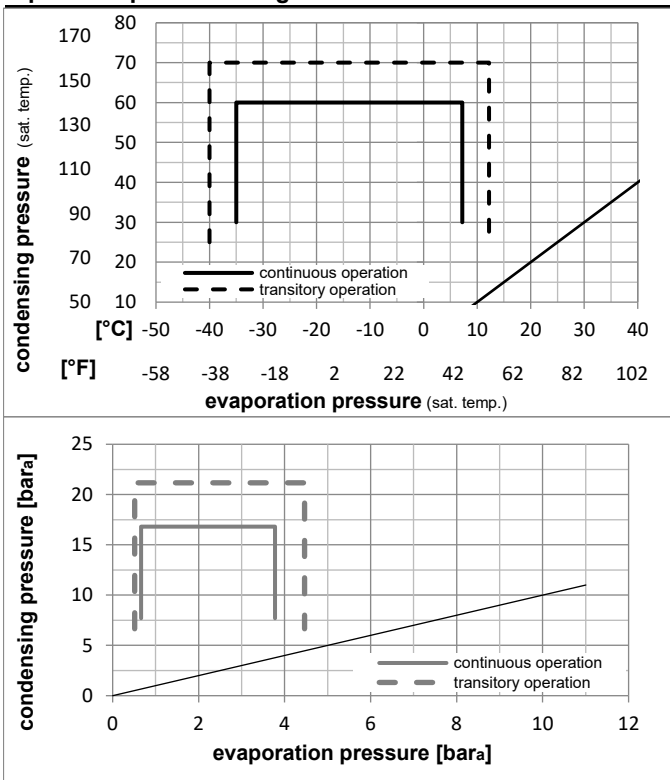 80
170
70
150
60
130
50
110
40
90
30
70
20
50
10
condensing pressure (sat. temp.)
continuous operation
transitory operation
[°C] -50 -40 -30 -20 -10 0 10 20 30 40
[°F] -58 -38 -18 2 22 42 62 82 102
evaporation pressure (sat. temp.)
25
20
15
10
5
0
condensing pressure [bara]
continuous operation
transitory operation
0 2 4 6 8 10 12
evaporation pressure [bara]